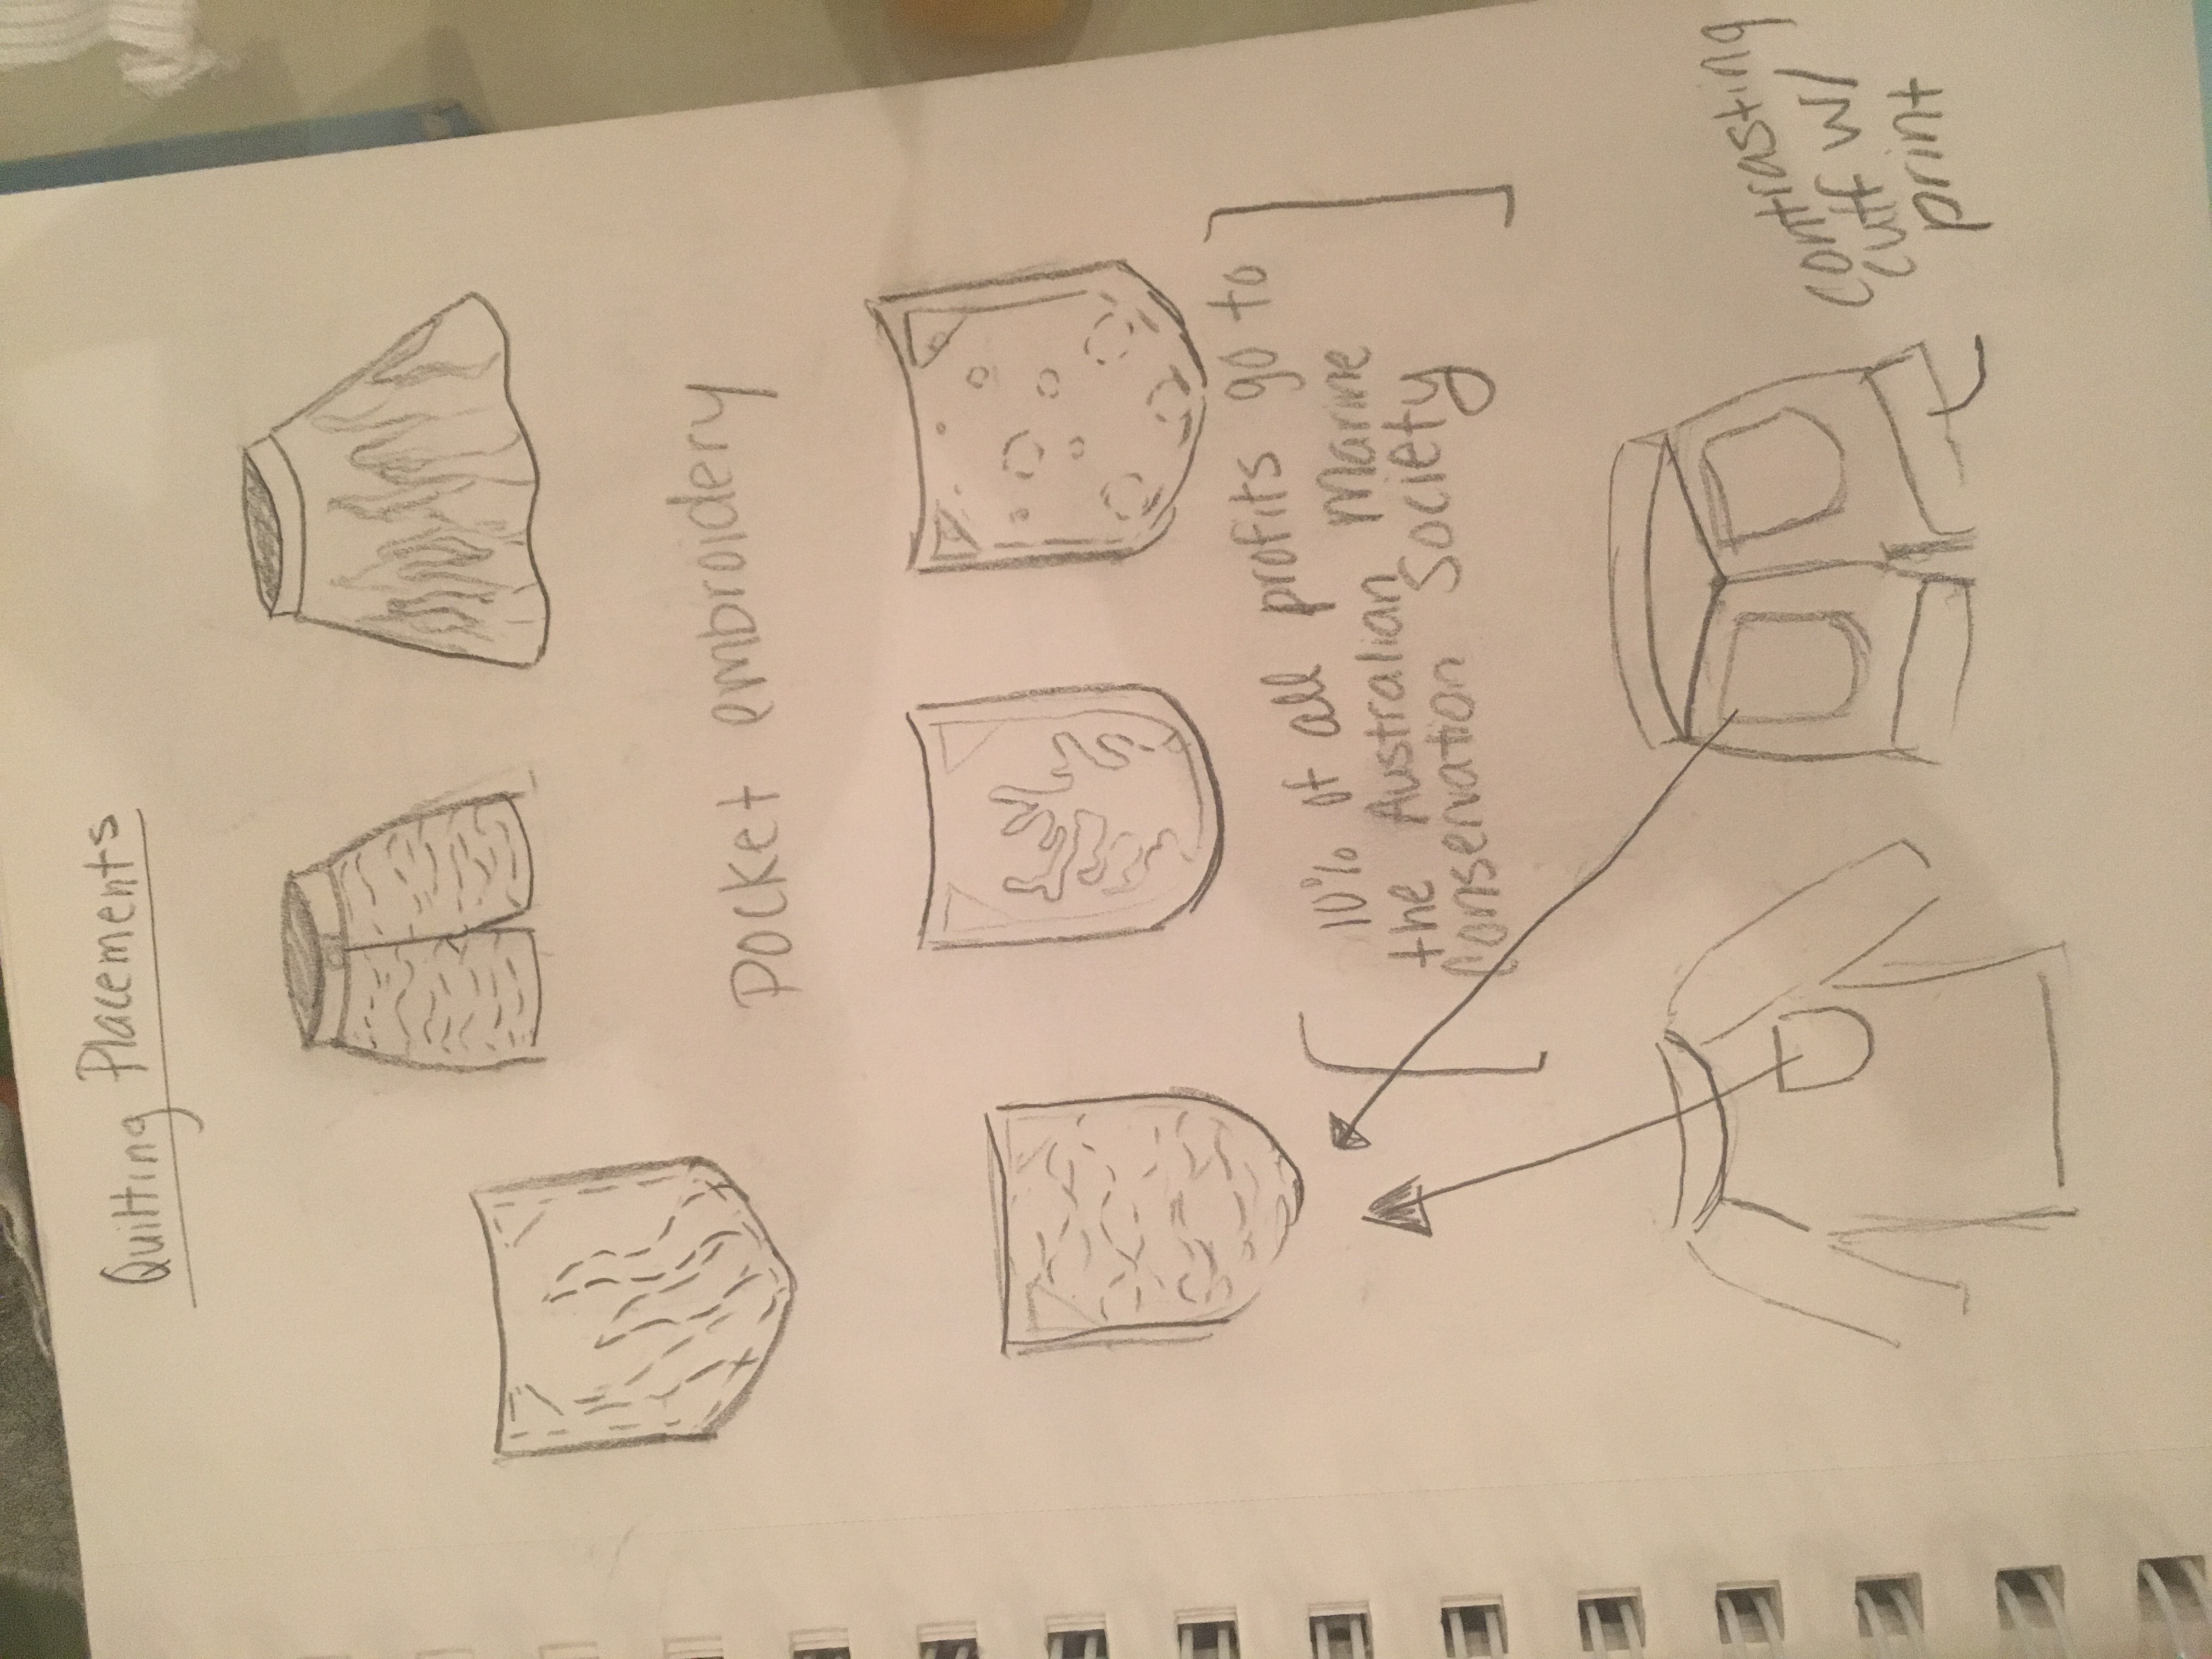 Quilting Placements
Pocket embroidery
10% of all profits go to
the Australian Marine
Conservation Society
contrasting
cuff w/
print